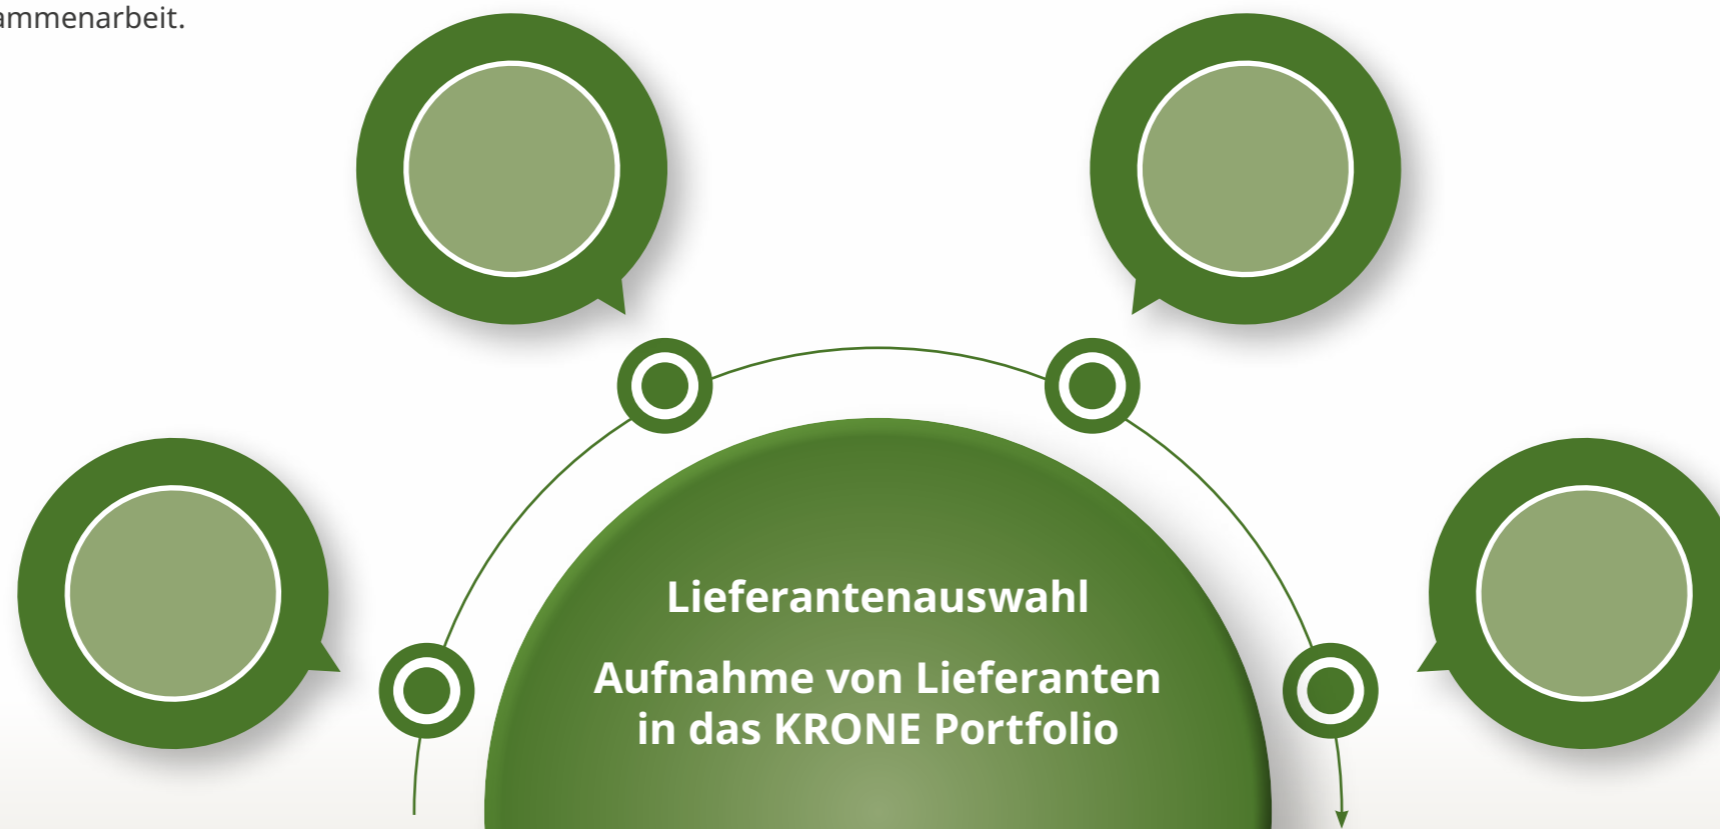 ammenarbeit.
Lieferantenauswahl
Aufnahme von Lieferanten
in das KRONE Portfolio